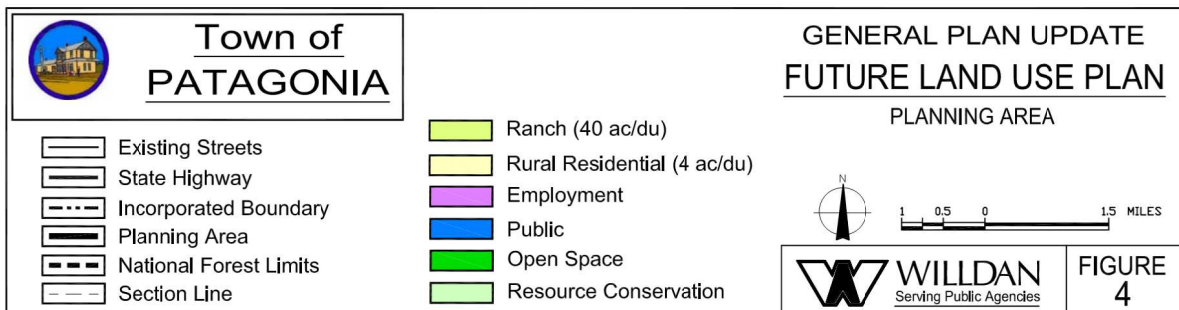 Town of
PATAGONIA
Existing Streets
State Highway
Incorporated Boundary
Planning Area
National Forest Limits
Section Line
Ranch (40 ac/du)
Rural Residential (4 ac/du)
Employment
Public
Open Space
Resource Conservation
GENERAL PLAN UPDATE
FUTURE LAND USE PLAN
PLANNING AREA
N
1 0.5 0 1.5 MILES
WILLDAN
Serving Public Agencies
FIGURE
4